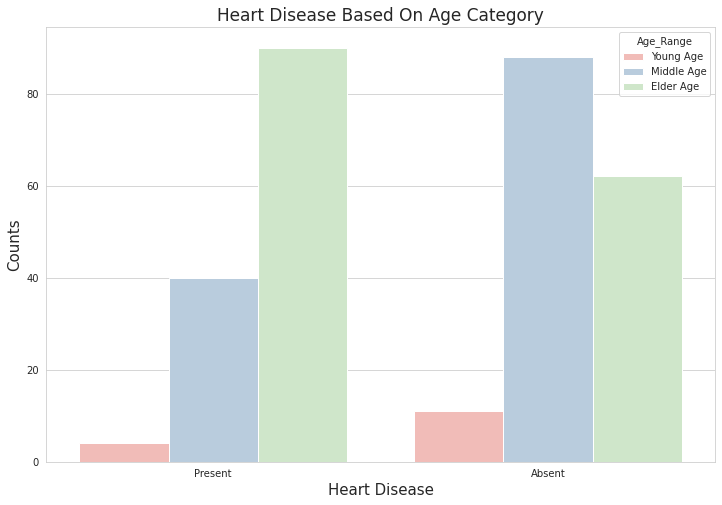 Heart Disease Based On Age Category
Age_Range
Young Age
Middle Age
Elder Age
Counts
80
60
40
20
0
Present
Absent
Heart Disease